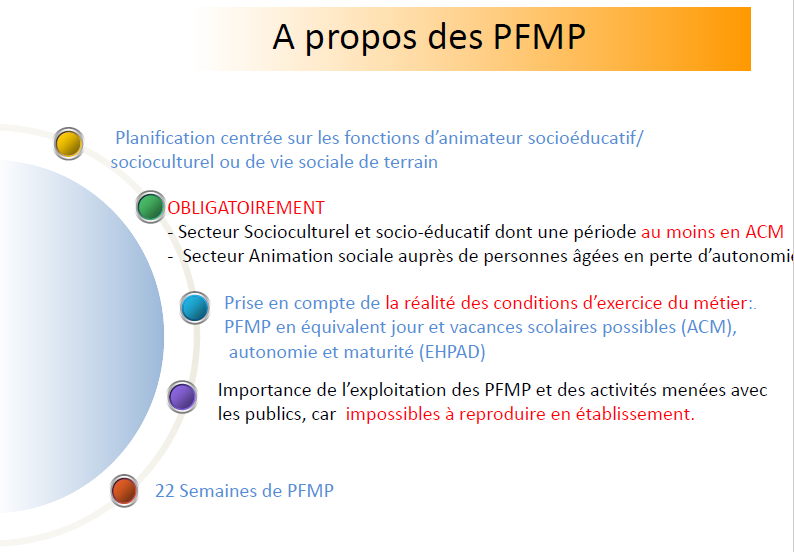 A propos des PFMP
Planification centrée sur les fonctions d’animateur socioéducatif/
socioculturel ou de vie sociale de terrain
OBLIGATOIREMENT
- Secteur Socioculturel et socio-éducatif dont une période au moins en ACM
- Secteur Animation sociale auprès de personnes âgées en perte d’autonomi
Prise en compte de la réalité des conditions d’exercice du métier:.
PFMP en équivalent jour et vacances scolaires possibles (ACM),
autonomie et maturité (EHPAD)
Importance de l’exploitation des PFMP et des activités menées avec
les publics, car impossibles à reproduire en établissement.
22 Semaines de PFMP